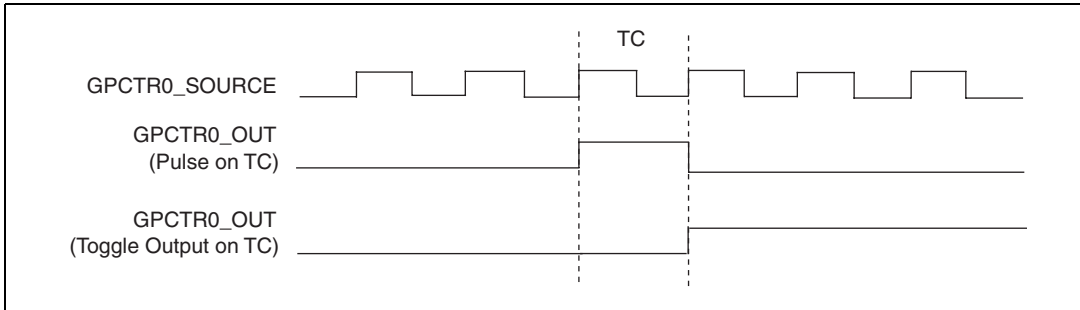 TC
GPCTR0_SOURCE
GPCTR0_OUT
(Pulse on TC)
GPCTR0_OUT
(Toggle Output on TC)